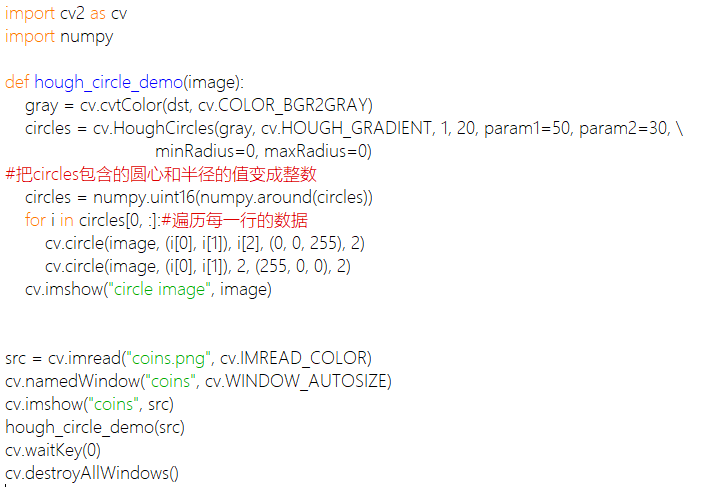 import cv2 as cv
import numpy
def hough_circle_demo(image):
gray = cv.cvtColor(dst, cv.COLOR_BGR2GRAY)
circles = cv.HoughCircles(gray, cv.HOUGH_GRADIENT, 1, 20, param1=50, param2=30, \
minRadius=0, maxRadius=0)
#把circles包含的圆心和半径的值变成整数
circles = numpy.uint16(numpy.around(circles))
for i in circles[0, :]:#遍历每一行的数据
cv.circle(image, (i[0], i[1]), i[2], (0, 0, 255), 2)
cv.circle(image, (i[0], i[1]), 2, (255, 0, 0), 2)
cv.imshow("circle image", image)
src = cv.imread("coins.png", cv.IMREAD_COLOR)
cv.namedWindow("coins", cv.WINDOW_AUTOSIZE)
cv.imshow("coins", src)
hough_circle_demo(src)
cv.waitKey(0)
cv.destroyAllWindows()